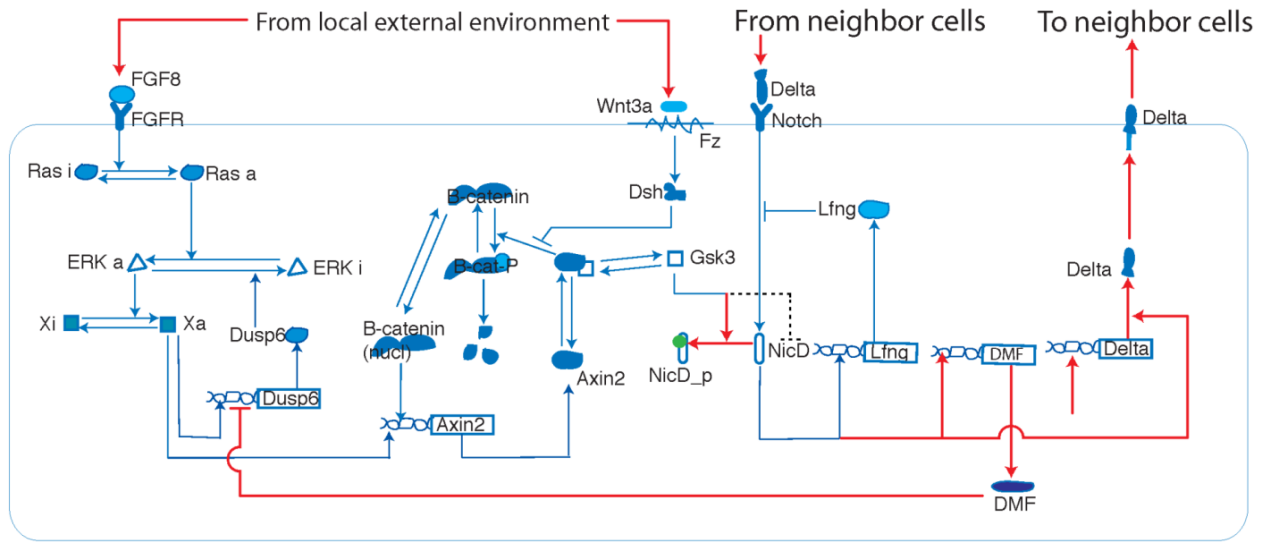 From local external environment
From neighbor cells
To neighbor cells
FGF8
FGFR
Wnt3a
Fz
Delta
Notch
Delta
Ras i
Ras a
Dsh
B-catenin
Lfng
ERK a
ERK i
B-cat-P
Gsk3
Delta
Xi
Xa
Dusp6
B-catenin
(nucl)
Axin2
NicD_p
NicD
Lfng
DMF
Delta
Dusp6
Axin2
DMF